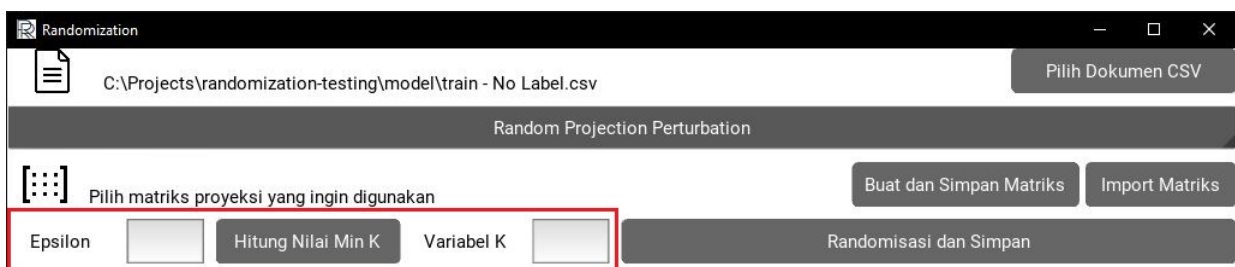 Randomization
C:\Projects\randomization-testing\model\train - No Label.csv
Pilih Dokumen CSV
Random Projection Perturbation
Pilih matriks proyeksi yang ingin digunakan
Buat dan Simpan Matriks
Import Matriks
Epsilon
Hitung Nilai Min K
Variabel K
Randomisasi dan Simpan